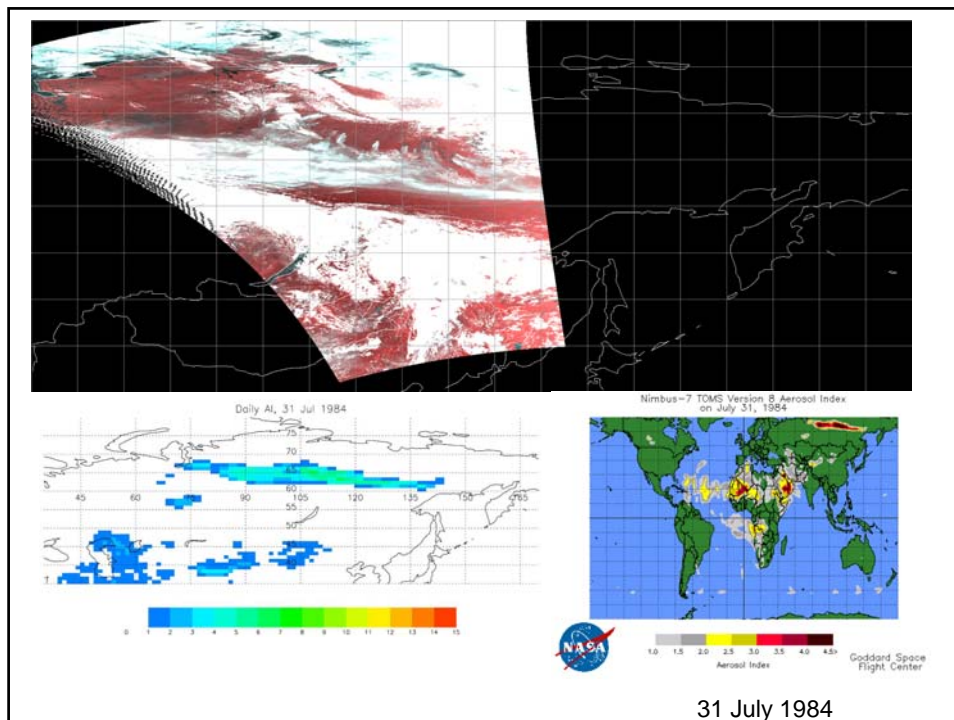 Daily AI, 31 Jul 1984
75
70
65
45 60 75 90 105 120 135 150 165
60
55
50
45
40
0 1 2 3 4 5 6 7 8 9 10 11 12 13 14 15
Nimbus-7 TOMS Version 8 Aerosol Index
on July 31, 1984
NASA
1.0 1.5 2.0 2.5 3.0 3.5 4.0 4.5>
Aerosol Index
Goddard Space
Flight Center
31 July 1984